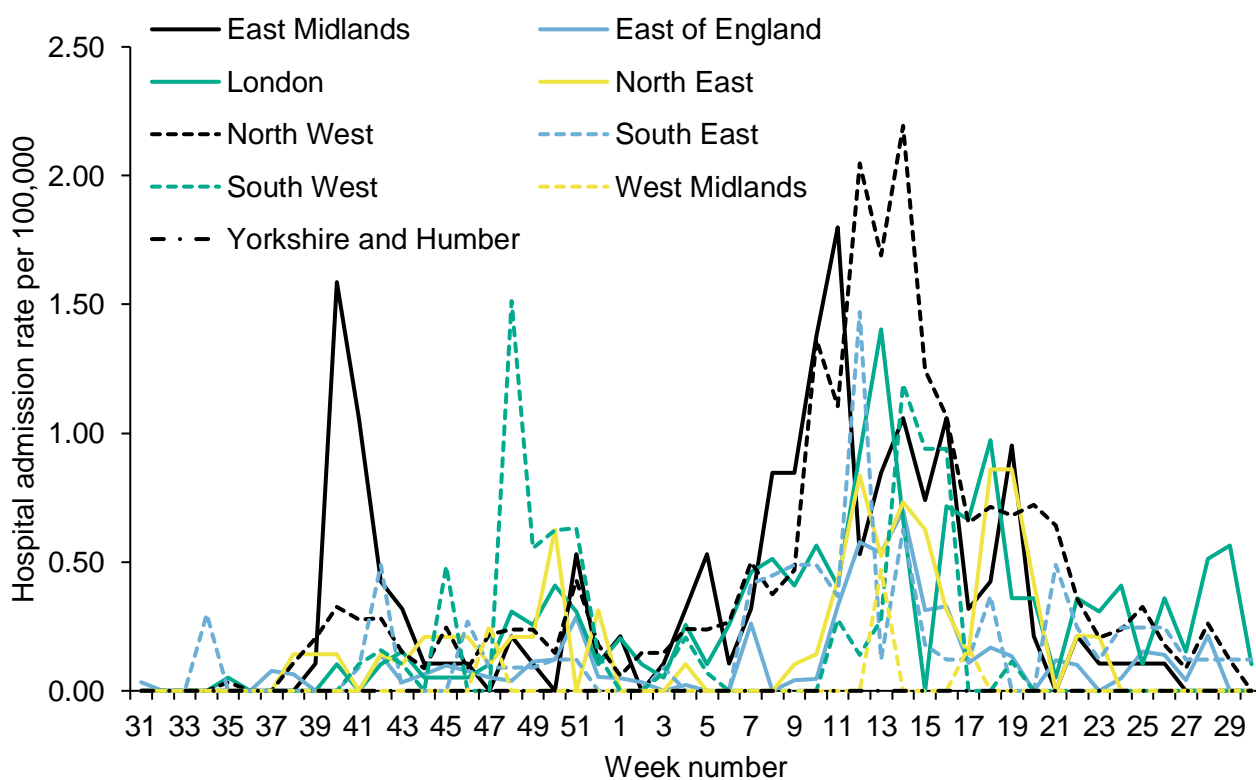 East Midlands East of England
London North East
North West South East
South West West Midlands
Yorkshire and Humber
Hospital admission rate per 100,000
2.50
2.00
1.50
1.00
0.50
0.00
31 33 35 37 39 41 43 45 47 49 51 1 3 5 7 9 11 13 15 17 19 21 23 25 27 29
Week number